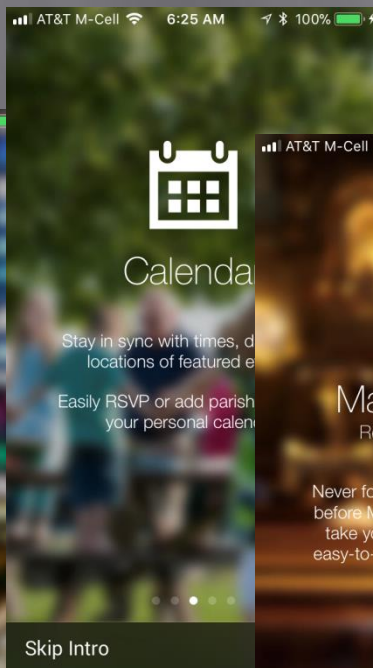 AT&T M-Cell 6:25 AM 100%
Calenda
Stay in sync with times, d
locations of featured e
Easily RSVP or add parish
your personal calen
Skip Intro
AT&T M-Cell
Ma
R
Never fo
before M
take yo
easy-to-